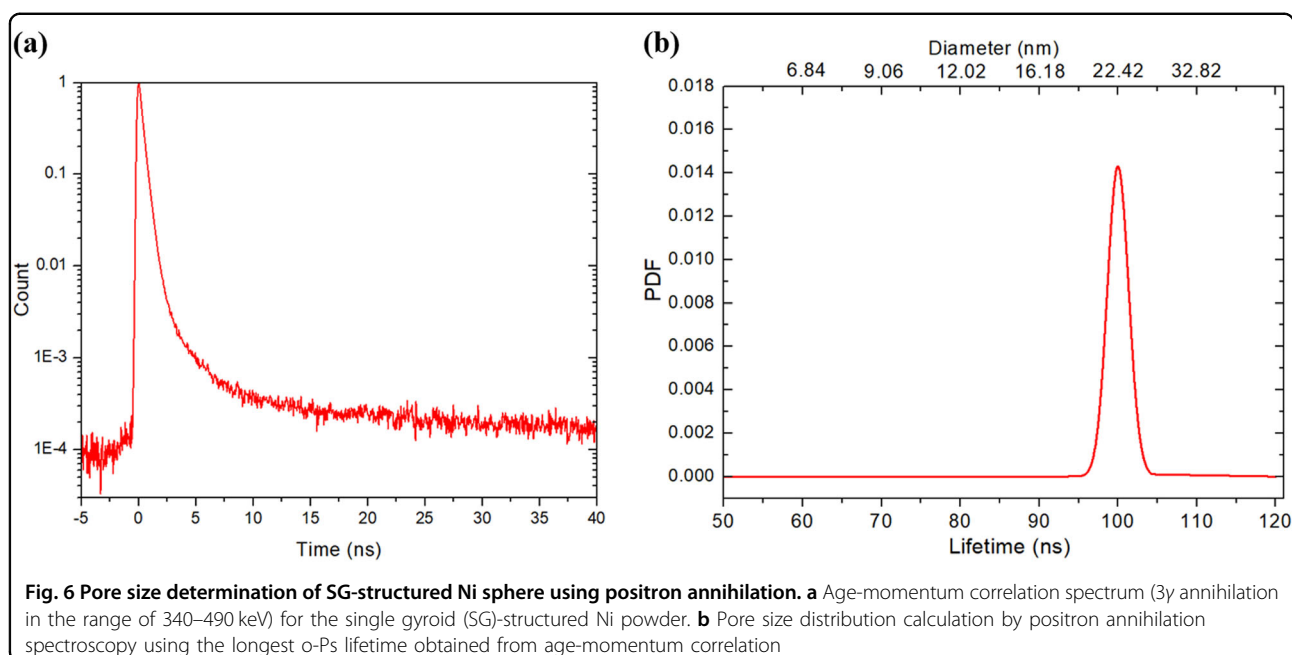 (a)
1
0.1
0.01
1E-3
1E-4
Count
-5 0 5 10 15 20 25 30 35 40
Time (ns)
(b)
Diameter (nm)
6.84 9.06 12.02 16.18 22.42 32.82
0.018
0.016
0.014
0.012
0.010
0.008
0.006
0.004
0.002
0.000
PDF
50 60 70 80 90 100 110 120
Lifetime (ns)
Fig. 6 Pore size determination of SG-structured Ni sphere using positron annihilation. a Age-momentum correlation spectrum (3γ annihilation
in the range of 340–490 keV) for the single gyroid (SG)-structured Ni powder. b Pore size distribution calculation by positron annihilation
spectroscopy using the longest o-Ps lifetime obtained from age-momentum correlation